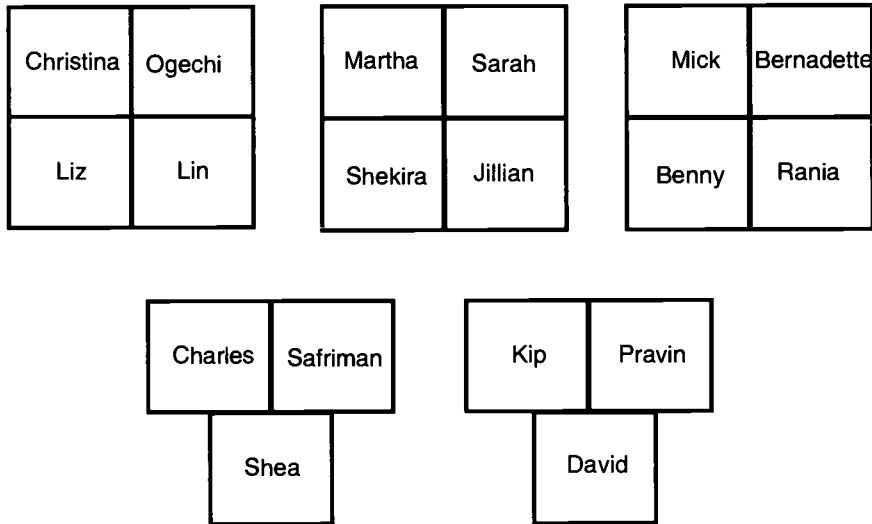 Christina Ogechi Martha Sarah Mick Bernadette
Liz Lin Shekira Jillian Benny Rania
Charles Safriman Kip Pravin
Shea David